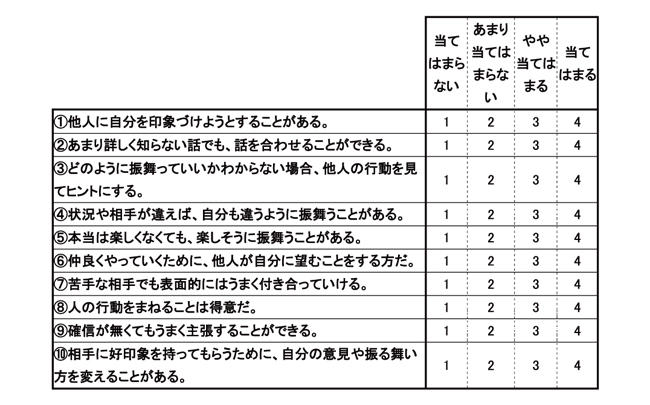 当て
はまらない
あまり
当ては
まらな
い
やや
当ては
まる
当て
はまる
①他人に自分を印象づけようとすることがある。 1 2 3 4
②あまり詳しく知らない話でも、話を合わせることができる。 1 2 3 4
③どのように振舞っていいかわからない場合、他人の行動を見
てヒントにする。 1 2 3 4
④状況や相手が違えば、自分も違うように振舞うことがある。 1 2 3 4
⑤本当は楽しくなくても、楽しそうに振舞うことがある。 1 2 3 4
⑥仲良くやっていくために、他人が自分に望むことをする方だ。 1 2 3 4
⑦苦手な相手でも表面的にはうまく付き合っていける。 1 2 3 4
⑧人の行動をまねることは得意だ。 1 2 3 4
⑨確信が無くてもうまく主張することができる。 1 2 3 4
⑩相手に好印象を持ってもらうために、自分の意見や振る舞い
方を変えることがある。 1 2 3 4